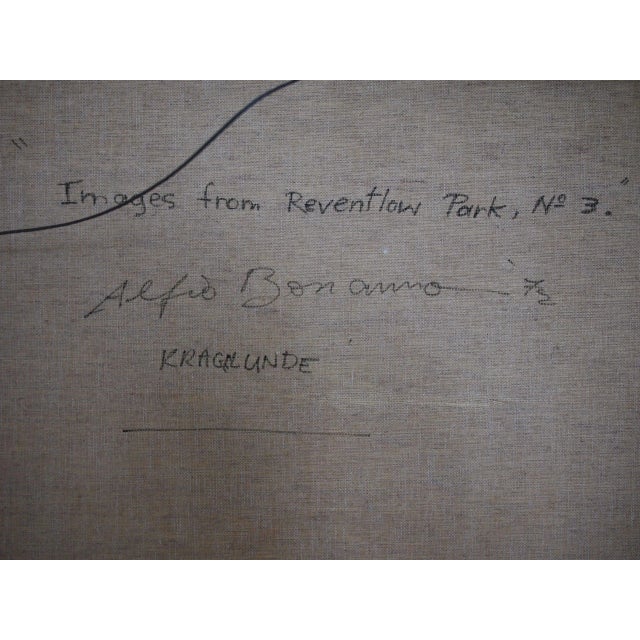 "Images from Reventlow Park, Nº 3."
Alfio Bonanno
KRAGELUNDE